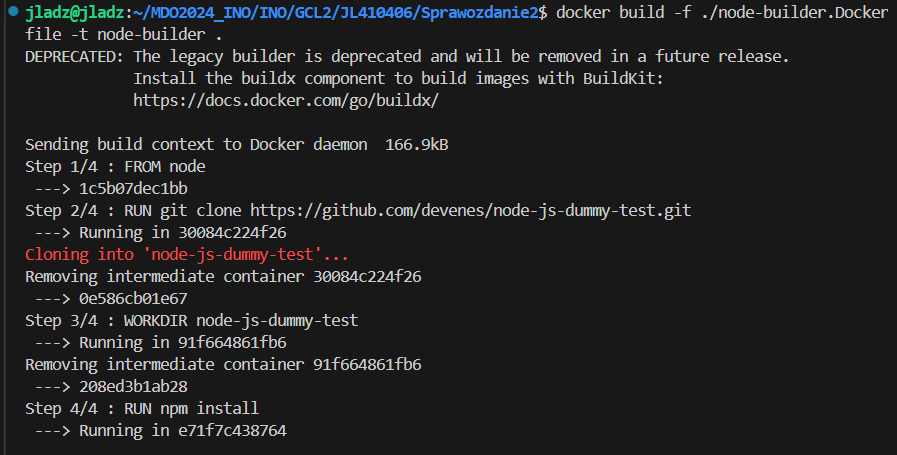 jladz@jladz:~/MDO2024_INO/INO/GCL2/JL410406/Sprawozdanie2$ docker build -f ./node-builder.Docker
file -t node-builder .
DEPRECATED: The legacy builder is deprecated and will be removed in a future release.
            Install the buildx component to build images with BuildKit:
            https://docs.docker.com/go/buildx/

Sending build context to Docker daemon  166.9kB
Step 1/4 : FROM node
 ---> 1c5b07dec1bb
Step 2/4 : RUN git clone https://github.com/devenes/node-js-dummy-test.git
 ---> Running in 30084c224f26
Cloning into 'node-js-dummy-test'...
Removing intermediate container 30084c224f26
 ---> 0e586cb01e67
Step 3/4 : WORKDIR node-js-dummy-test
 ---> Running in 91f664861fb6
Removing intermediate container 91f664861fb6
 ---> 208ed3b1ab28
Step 4/4 : RUN npm install
 ---> Running in e71f7c438764